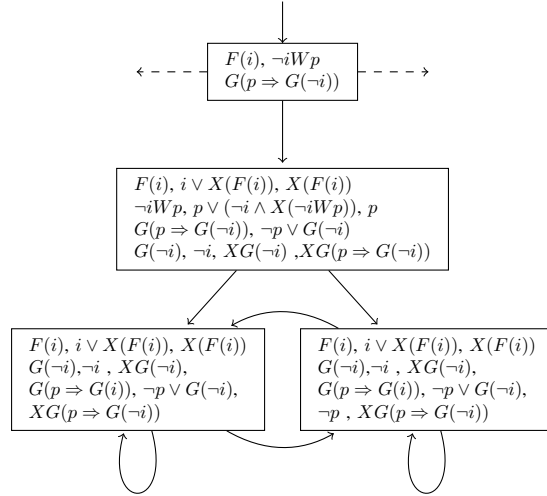 F(i), ¬iWp
G(p ⇒ G(¬i))
F(i), i ∨ X(F(i)), X(F(i))
¬iWp, p ∨ (¬i ∧ X(¬iWp)), p
G(p ⇒ G(¬i)), ¬p ∨ G(¬i)
G(¬i), ¬i, XG(¬i) ,XG(p ⇒ G(¬i))
F(i), i ∨ X(F(i)), X(F(i))
G(¬i),¬i , XG(¬i),
G(p ⇒ G(i)), ¬p ∨ G(¬i),
XG(p ⇒ G(¬i))
F(i), i ∨ X(F(i)), X(F(i))
G(¬i),¬i , XG(¬i),
G(p ⇒ G(i)), ¬p ∨ G(¬i),
¬p , XG(p ⇒ G(¬i))